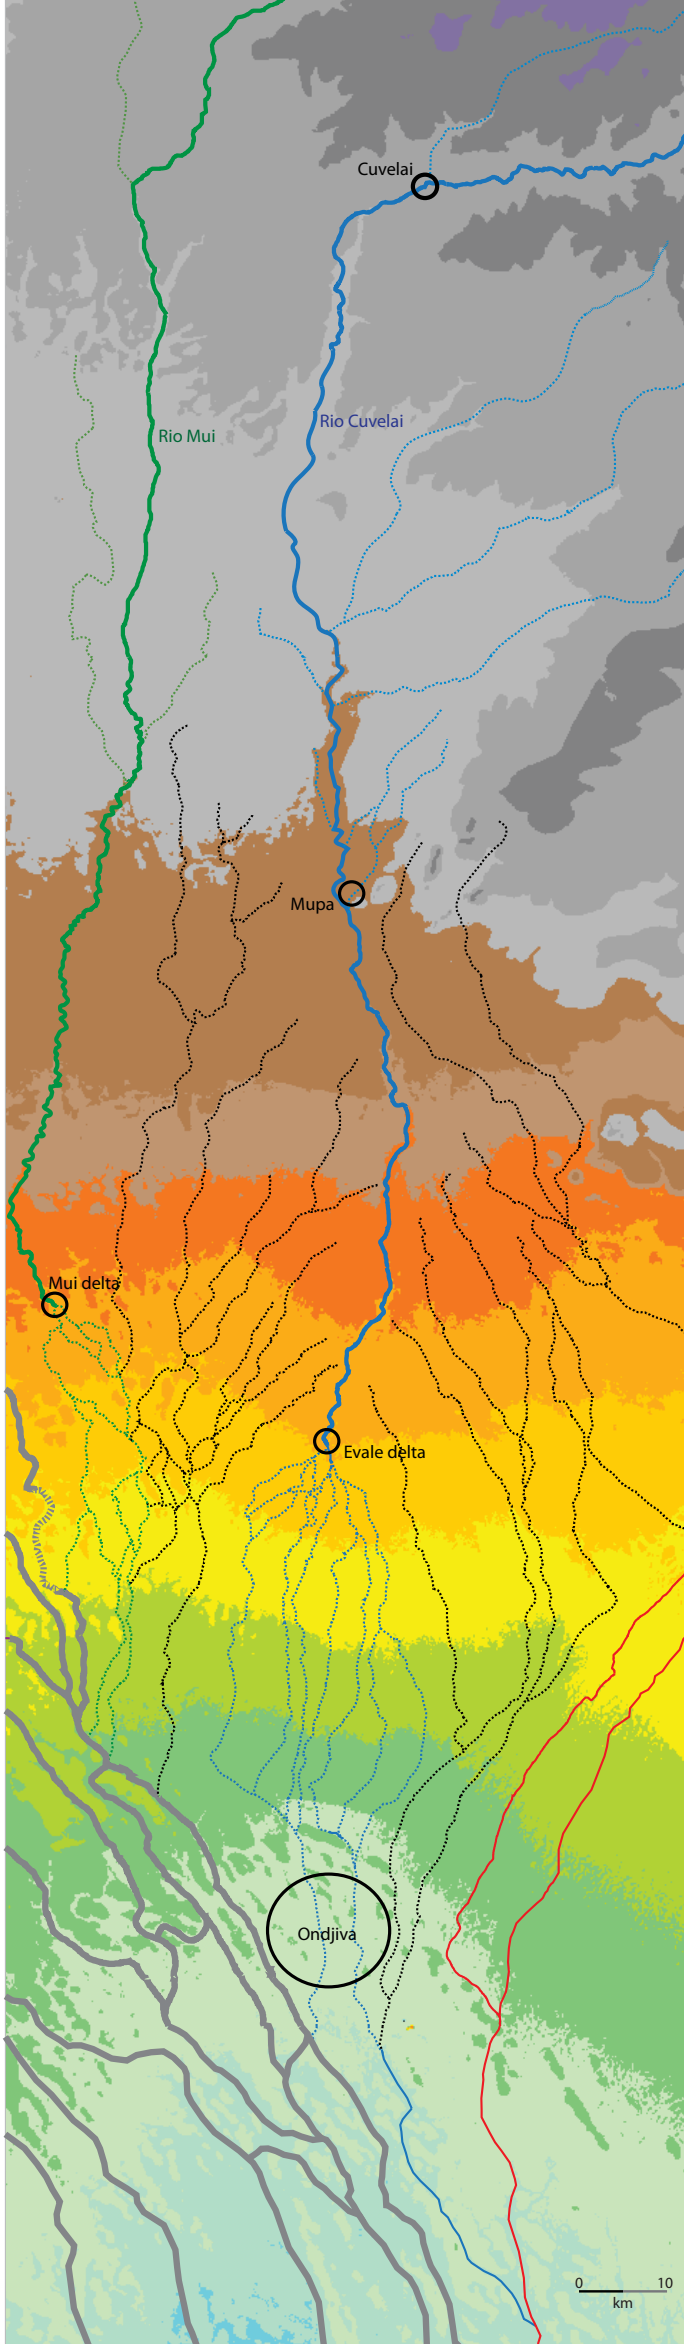 Cuvelai
Rio Cuvelai
Rio Mui
Mupa
Mui delta
Evale delta
Ondjiva
0 10
km